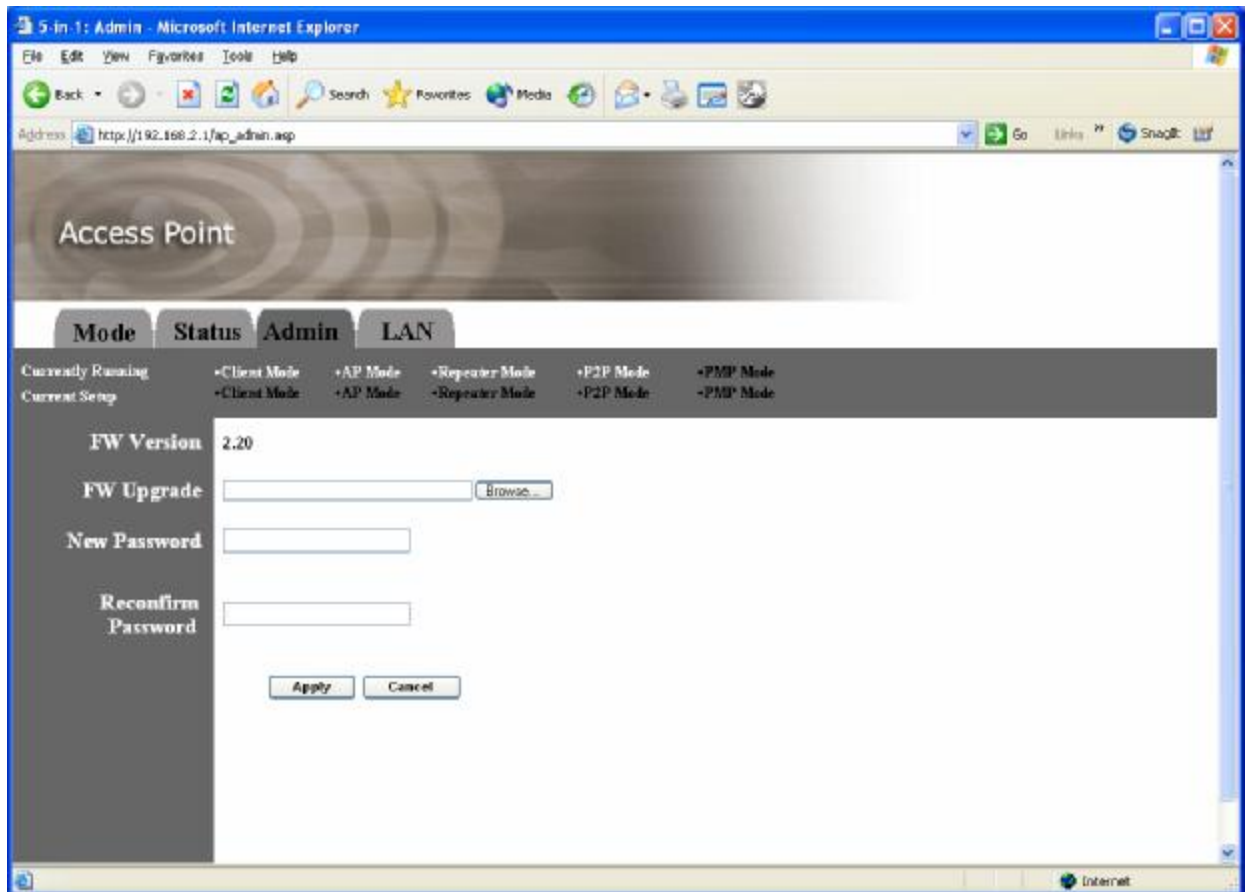 5-in-1: Admin - Microsoft Internet Explorer
File Edit View Favorites Tools Help
Back Search Favorites Media
Address http://192.168.2.1/ap_admin.asp Go Links » SnagIt
Access Point
Mode Status Admin LAN
Currently Running •Client Mode •AP Mode •Repeater Mode •P2P Mode •PMP Mode
Current Setup •Client Mode •AP Mode •Repeater Mode •P2P Mode •PMP Mode
FW Version 2.20
FW Upgrade Browse...
New Password
Reconfirm
Password
Apply Cancel
Internet